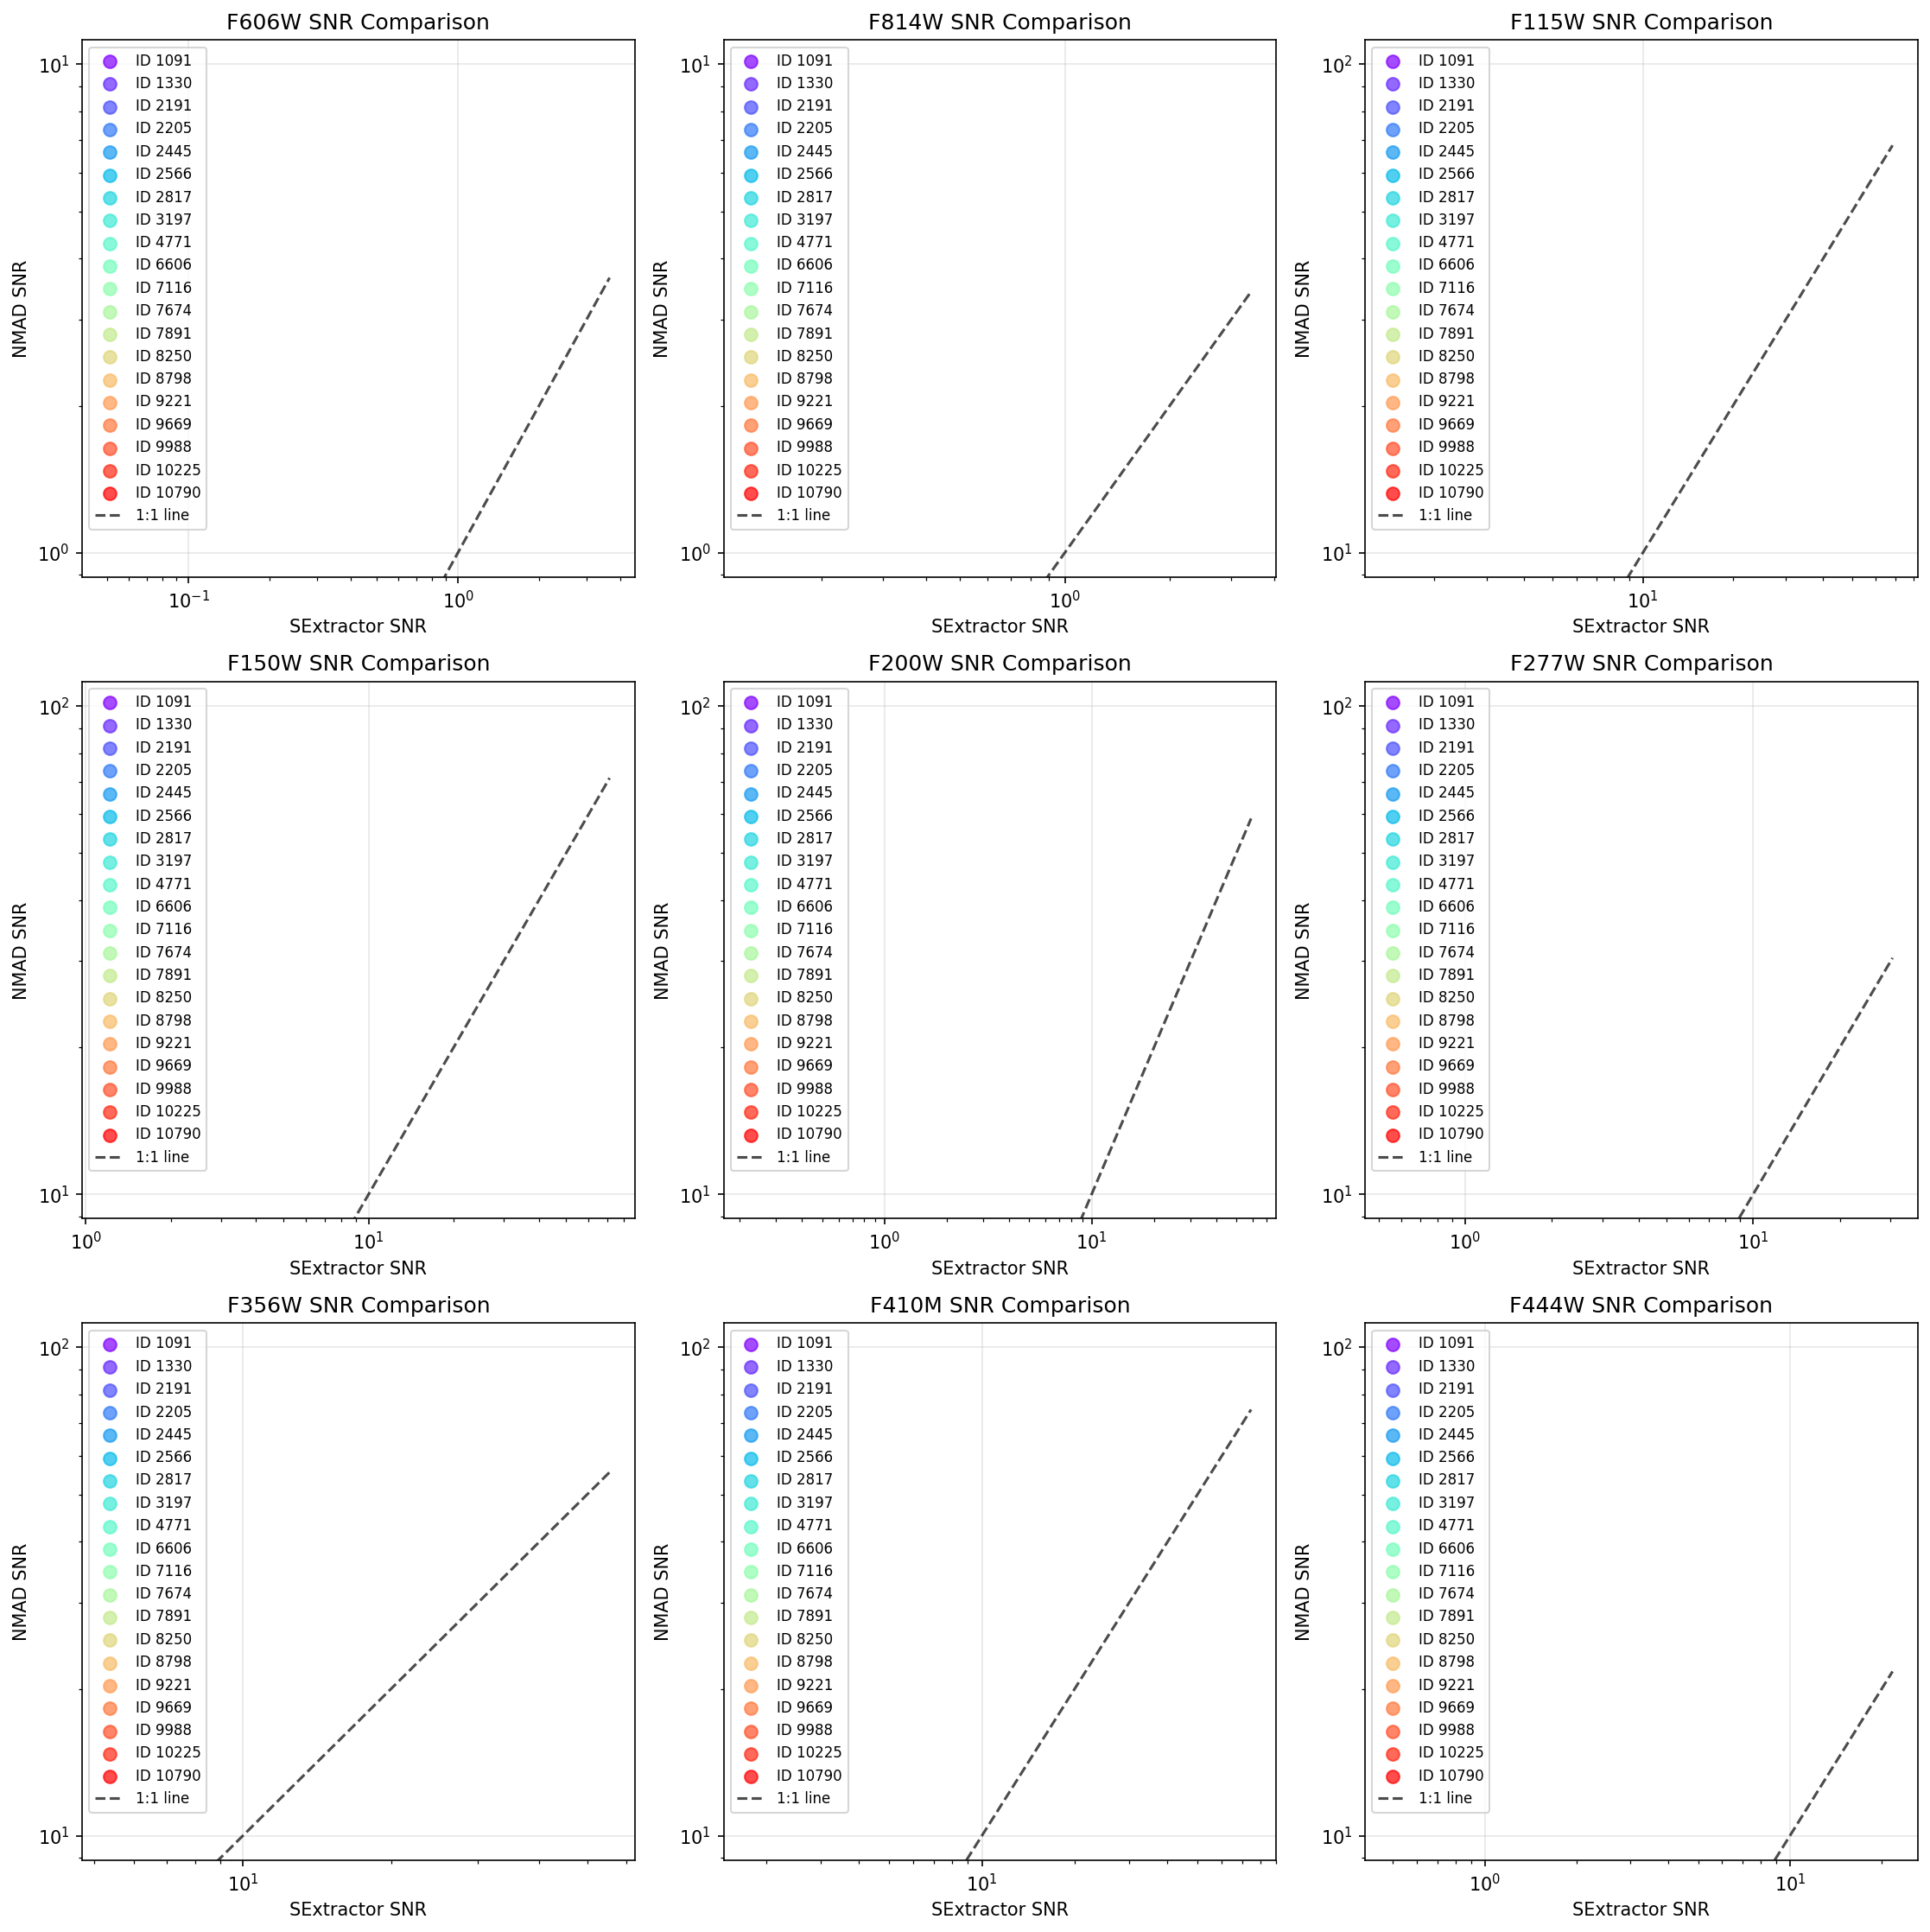 F606W SNR Comparison
NMAD SNR
10¹
10⁰
ID 1091
ID 1330
ID 2191
ID 2205
ID 2445
ID 2566
ID 2817
ID 3197
ID 4771
ID 6606
ID 7116
ID 7674
ID 7891
ID 8250
ID 8798
ID 9221
ID 9669
ID 9988
ID 10225
ID 10790
1:1 line
10⁻¹ 10⁰
SExtractor SNR
F814W SNR Comparison
NMAD SNR
10¹
10⁰
ID 1091
ID 1330
ID 2191
ID 2205
ID 2445
ID 2566
ID 2817
ID 3197
ID 4771
ID 6606
ID 7116
ID 7674
ID 7891
ID 8250
ID 8798
ID 9221
ID 9669
ID 9988
ID 10225
ID 10790
1:1 line
10⁰
SExtractor SNR
F115W SNR Comparison
NMAD SNR
10²
10¹
ID 1091
ID 1330
ID 2191
ID 2205
ID 2445
ID 2566
ID 2817
ID 3197
ID 4771
ID 6606
ID 7116
ID 7674
ID 7891
ID 8250
ID 8798
ID 9221
ID 9669
ID 9988
ID 10225
ID 10790
1:1 line
10¹
SExtractor SNR
F150W SNR Comparison
NMAD SNR
10²
10¹
ID 1091
ID 1330
ID 2191
ID 2205
ID 2445
ID 2566
ID 2817
ID 3197
ID 4771
ID 6606
ID 7116
ID 7674
ID 7891
ID 8250
ID 8798
ID 9221
ID 9669
ID 9988
ID 10225
ID 10790
1:1 line
10⁰ 10¹
SExtractor SNR
F200W SNR Comparison
NMAD SNR
10²
10¹
ID 1091
ID 1330
ID 2191
ID 2205
ID 2445
ID 2566
ID 2817
ID 3197
ID 4771
ID 6606
ID 7116
ID 7674
ID 7891
ID 8250
ID 8798
ID 9221
ID 9669
ID 9988
ID 10225
ID 10790
1:1 line
10⁰ 10¹
SExtractor SNR
F277W SNR Comparison
NMAD SNR
10²
10¹
ID 1091
ID 1330
ID 2191
ID 2205
ID 2445
ID 2566
ID 2817
ID 3197
ID 4771
ID 6606
ID 7116
ID 7674
ID 7891
ID 8250
ID 8798
ID 9221
ID 9669
ID 9988
ID 10225
ID 10790
1:1 line
10⁰ 10¹
SExtractor SNR
F356W SNR Comparison
NMAD SNR
10²
10¹
ID 1091
ID 1330
ID 2191
ID 2205
ID 2445
ID 2566
ID 2817
ID 3197
ID 4771
ID 6606
ID 7116
ID 7674
ID 7891
ID 8250
ID 8798
ID 9221
ID 9669
ID 9988
ID 10225
ID 10790
1:1 line
10¹
SExtractor SNR
F410M SNR Comparison
NMAD SNR
10²
10¹
ID 1091
ID 1330
ID 2191
ID 2205
ID 2445
ID 2566
ID 2817
ID 3197
ID 4771
ID 6606
ID 7116
ID 7674
ID 7891
ID 8250
ID 8798
ID 9221
ID 9669
ID 9988
ID 10225
ID 10790
1:1 line
10¹
SExtractor SNR
F444W SNR Comparison
NMAD SNR
10²
10¹
ID 1091
ID 1330
ID 2191
ID 2205
ID 2445
ID 2566
ID 2817
ID 3197
ID 4771
ID 6606
ID 7116
ID 7674
ID 7891
ID 8250
ID 8798
ID 9221
ID 9669
ID 9988
ID 10225
ID 10790
1:1 line
10⁰ 10¹
SExtractor SNR